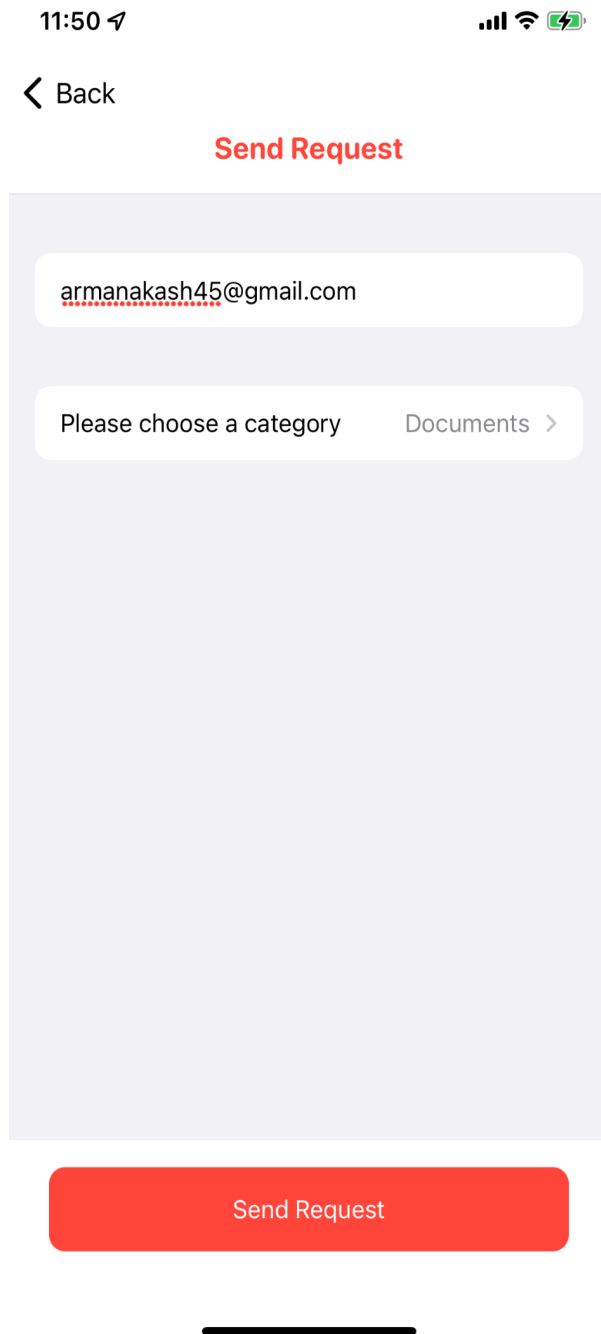 11:50
Back
Send Request
armanakash45@gmail.com
Please choose a category Documents
Send Request